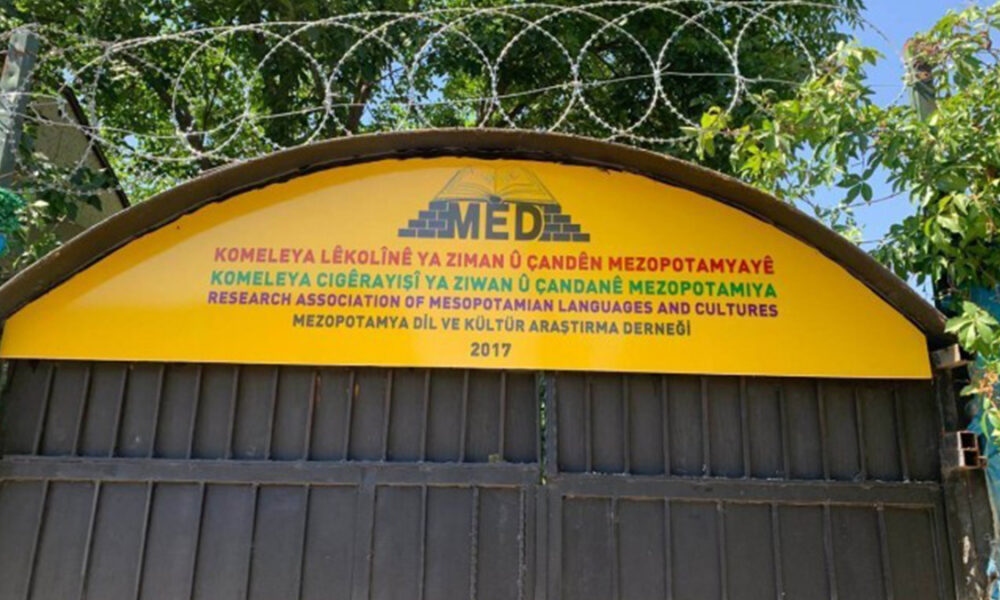 MED
KOMELEYA LÊKOLÎNÊ YA ZIMAN Û ÇANDÊN MEZOPOTAMYAYÊ
KOMELEYA CIGÊRAYIŞÎ YA ZIWAN Û ÇANDANÊ MEZOPOTAMIYA
RESEARCH ASSOCIATION OF MESOPOTAMIAN LANGUAGES AND CULTURES
MEZOPOTAMYA DİL VE KÜLTÜR ARAŞTIRMA DERNEĞİ
2017